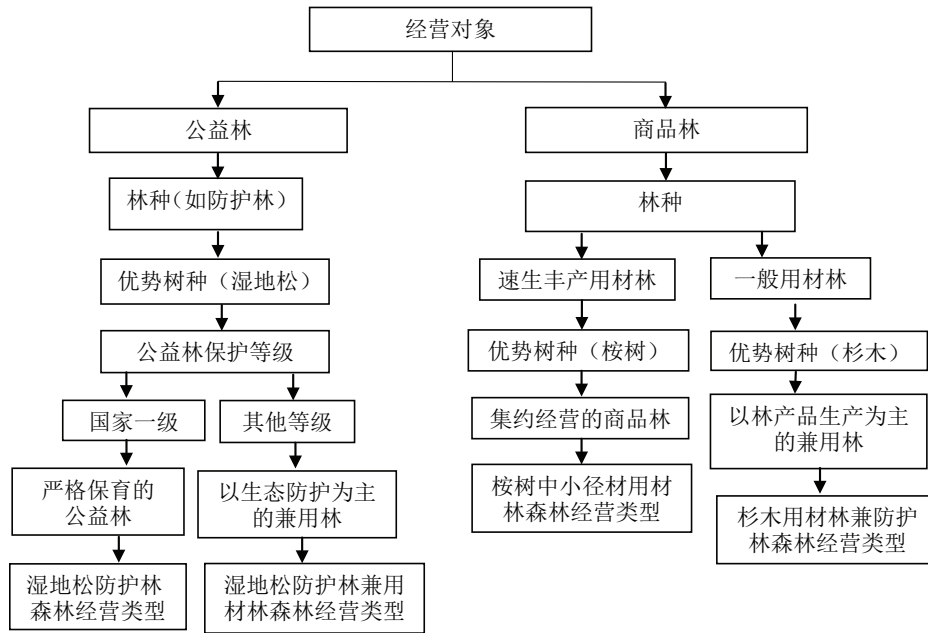 经营对象
公益林
商品林
林种（如防护林）
林种
优势树种（湿地松）
速生丰产用材林
一般用材林
公益林保护等级
优势树种（桉树）
优势树种（杉木）
国家一级
其他等级
集约经营的商品林
以林产品生产为主
的兼用林
严格保育的
公益林
以生态防护为主
的兼用林
桉树中小径材用材
林森林经营类型
杉木用材林兼防护
林森林经营类型
湿地松防护林
森林经营类型
湿地松防护林兼用
材林森林经营类型